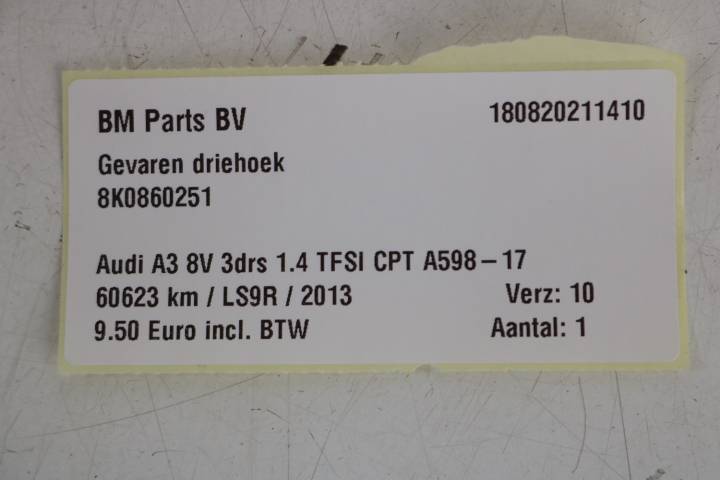 BM Parts BV 180820211410
Gevaren driehoek
8K0860251
Audi A3 8V 3drs 1.4 TFSI CPT A598-17
60623 km / LS9R / 2013 Verz: 10
9.50 Euro incl. BTW Aantal: 1